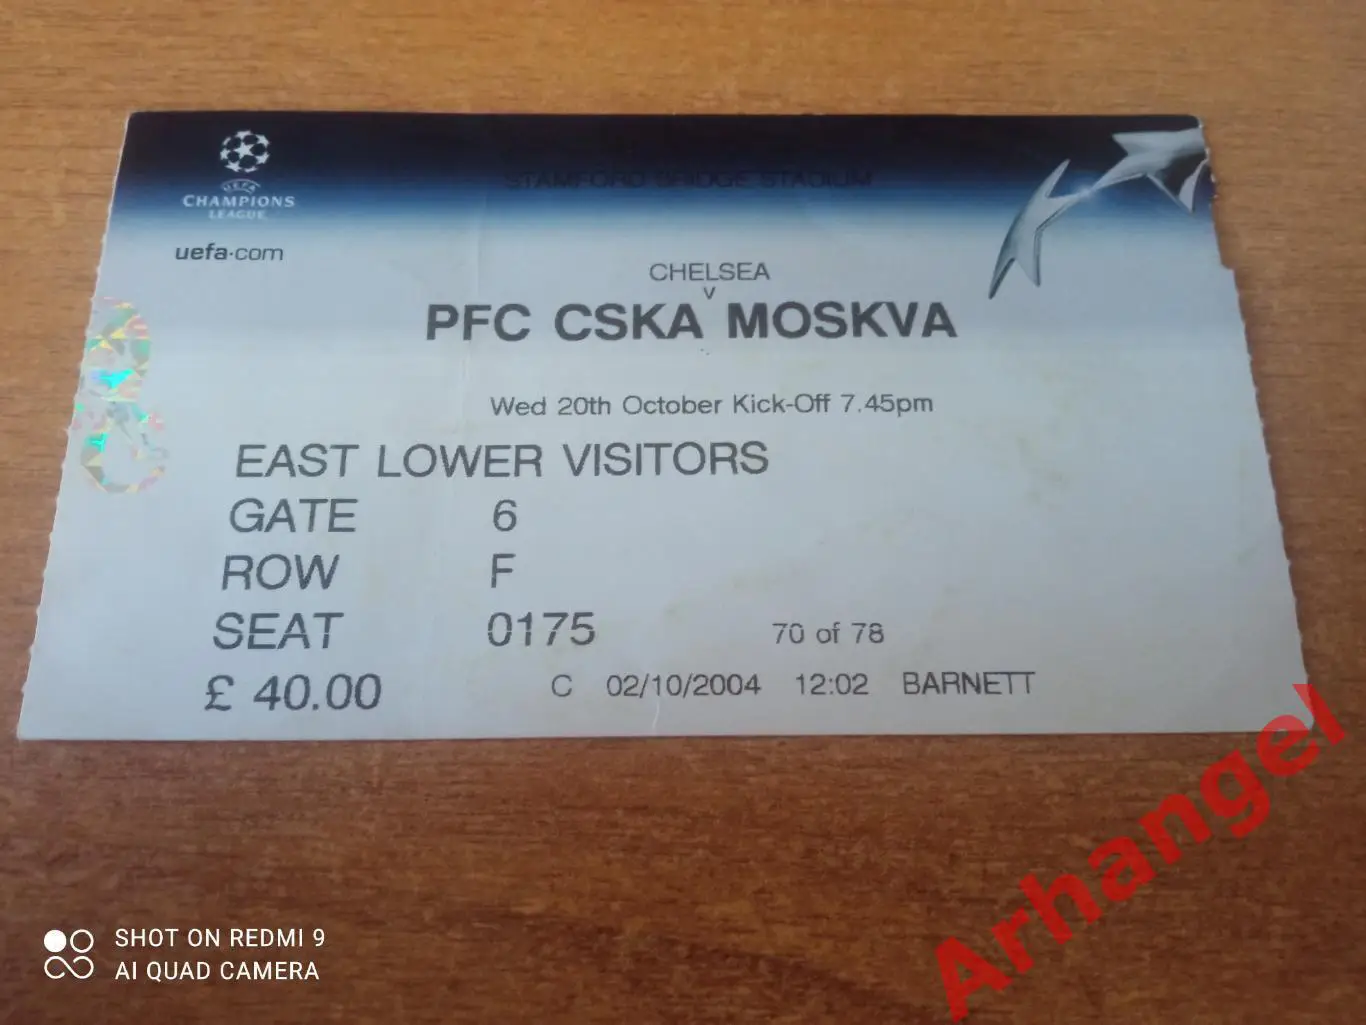 UEFA
CHAMPIONS
LEAGUE
uefa.com
STAMFORD BRIDGE STADIUM
CHELSEA
v
PFC CSKA MOSKVA
Wed 20th October Kick-Off 7.45pm
EAST LOWER VISITORS
GATE 6
ROW F
SEAT 0175 70 of 78
£ 40.00 C 02/10/2004 12:02 BARNETT
SHOT ON REDMI 9
AI QUAD CAMERA
Arhangel